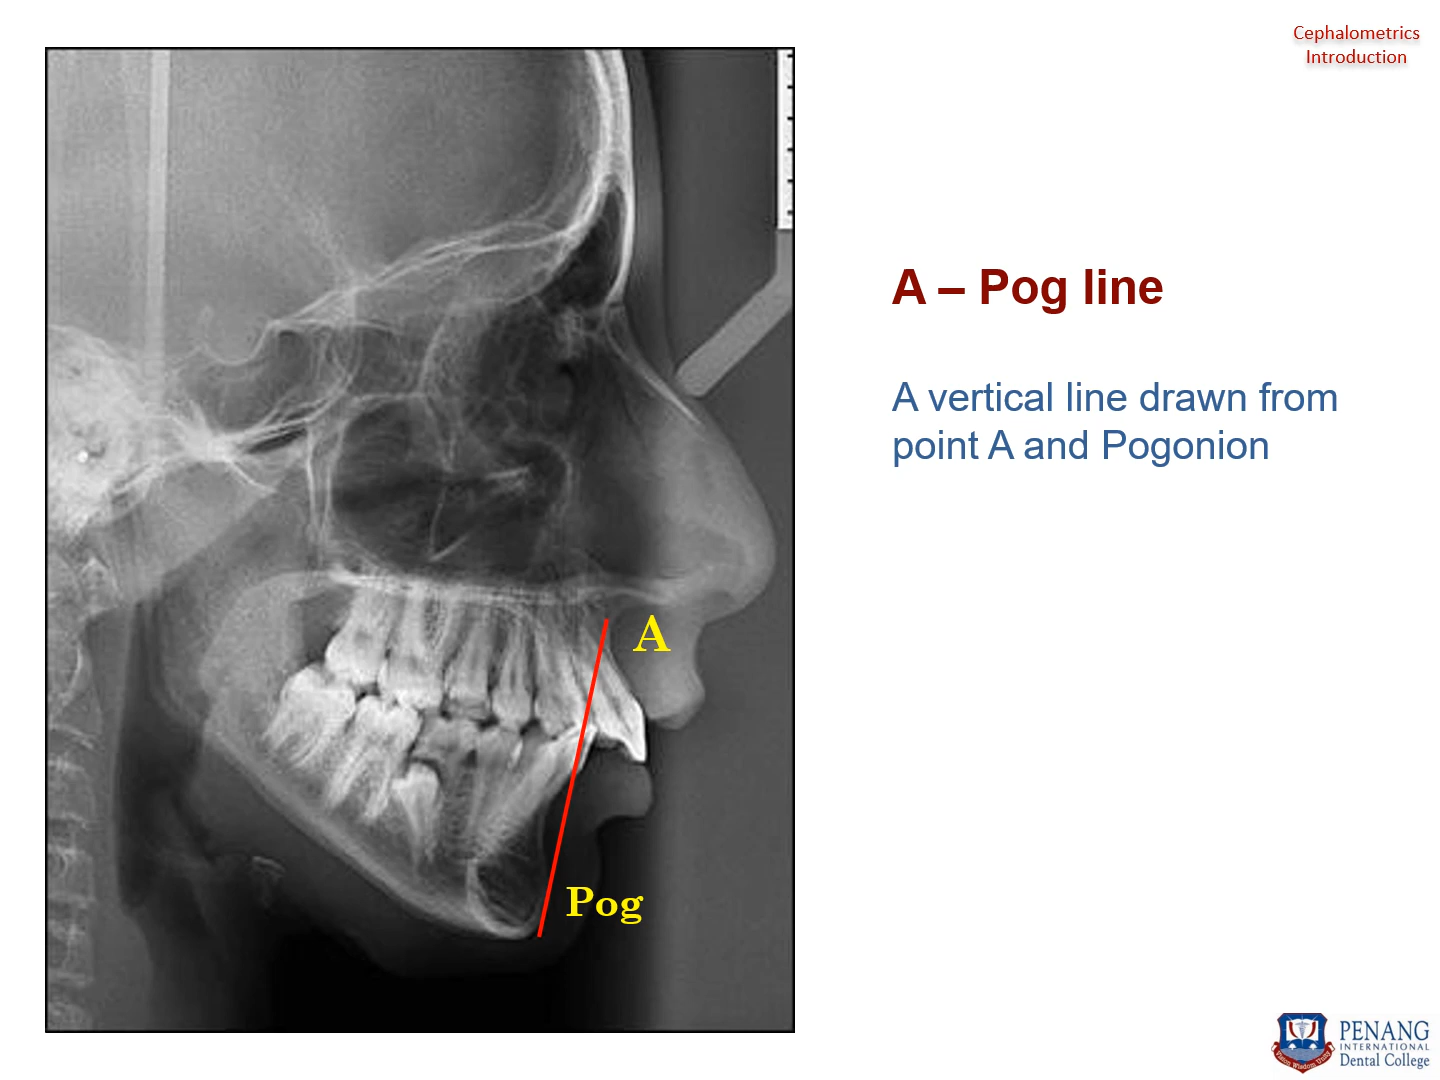 Cephalometrics
Introduction
A – Pog line
A vertical line drawn from
point A and Pogonion
A
Pog
PENANG
INTERNATIONAL
Dental College